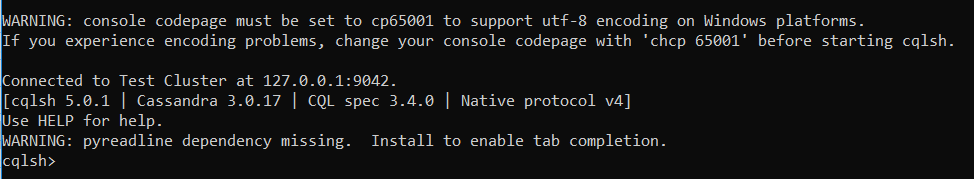 WARNING: console codepage must be set to cp65001 to support utf-8 encoding on Windows platforms.
If you experience encoding problems, change your console codepage with 'chcp 65001' before starting cqlsh.
Connected to Test Cluster at 127.0.0.1:9042.
[cqlsh 5.0.1 | Cassandra 3.0.17 | CQL spec 3.4.0 | Native protocol v4]
Use HELP for help.
WARNING: pyreadline dependency missing.  Install to enable tab completion.
cqlsh>